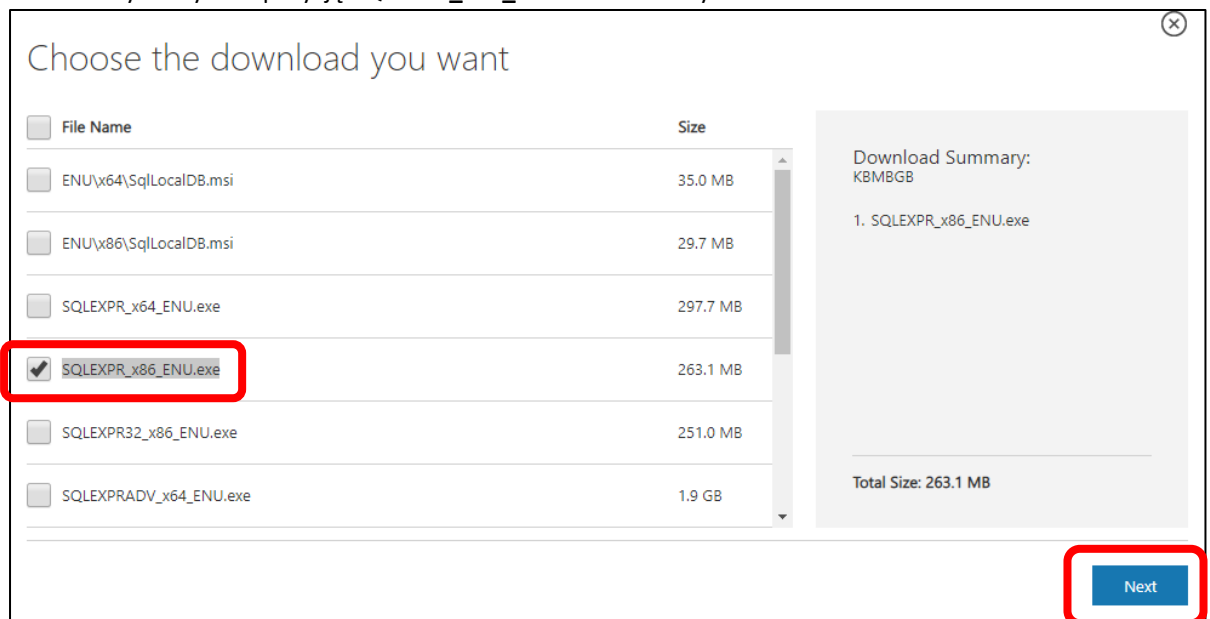 Choose the download you want
File Name Size
ENU\x64\SqlLocalDB.msi 35.0 MB
ENU\x86\SqlLocalDB.msi 29.7 MB
SQLEXPR_x64_ENU.exe 297.7 MB
SQLEXPR_x86_ENU.exe 263.1 MB
SQLEXPR32_x86_ENU.exe 251.0 MB
SQLEXPRADV_x64_ENU.exe 1.9 GB
Download Summary:
KBMBGB
1. SQLEXPR_x86_ENU.exe
Total Size: 263.1 MB
Next